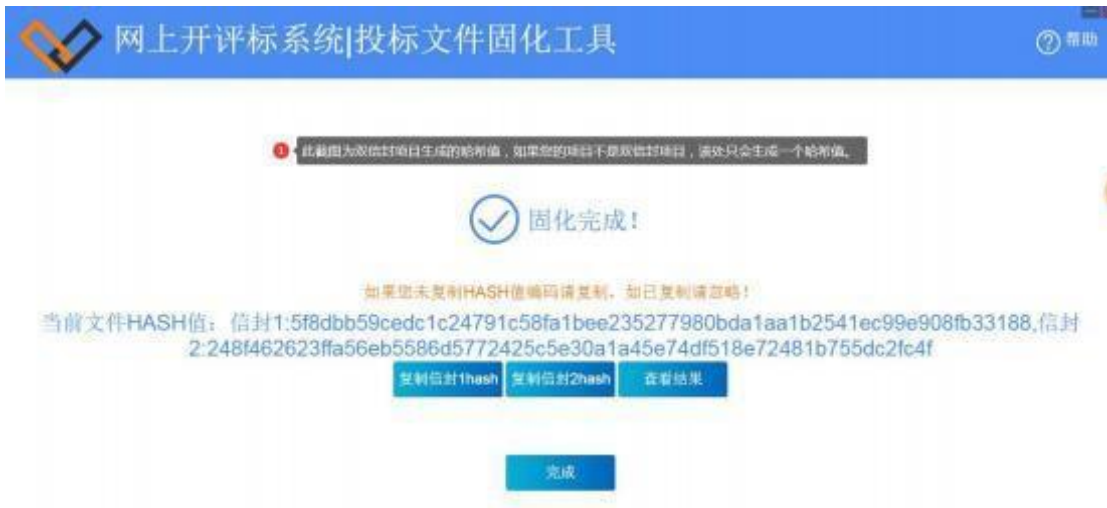 网上开评标系统|投标文件固化工具
帮助
1
此截图为双信封项目生成的哈希值，如果您的项目不是双信封项目，该处只会生成一个哈希值。
固化完成！
如果您未复制HASH值编码请复制，如已复制请忽略！
当前文件HASH值：信封1:5f8dbb59cedc1c24791c58fa1bee235277980bda1aa1b2541ec99e908fb33188,信封
2:248f462623ffa56eb5586d5772425c5e30a1a45e74df518e72481b755dc2fc4f
复制信封1hash 复制信封2hash 查看结果
完成